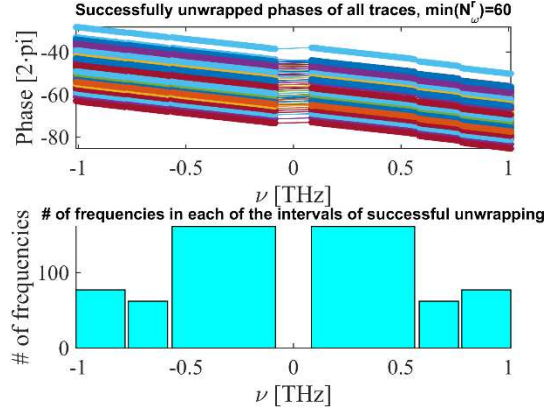 Successfully unwrapped phases of all traces, min(N^r_ω)=60
Phase [2·pi]
-40
-60
-80
-1 -0.5 0 0.5 1
ν [THz]
# of frequencies in each of the intervals of successful unwrapping
# of frequencies
100
0
-1 -0.5 0 0.5 1
ν [THz]